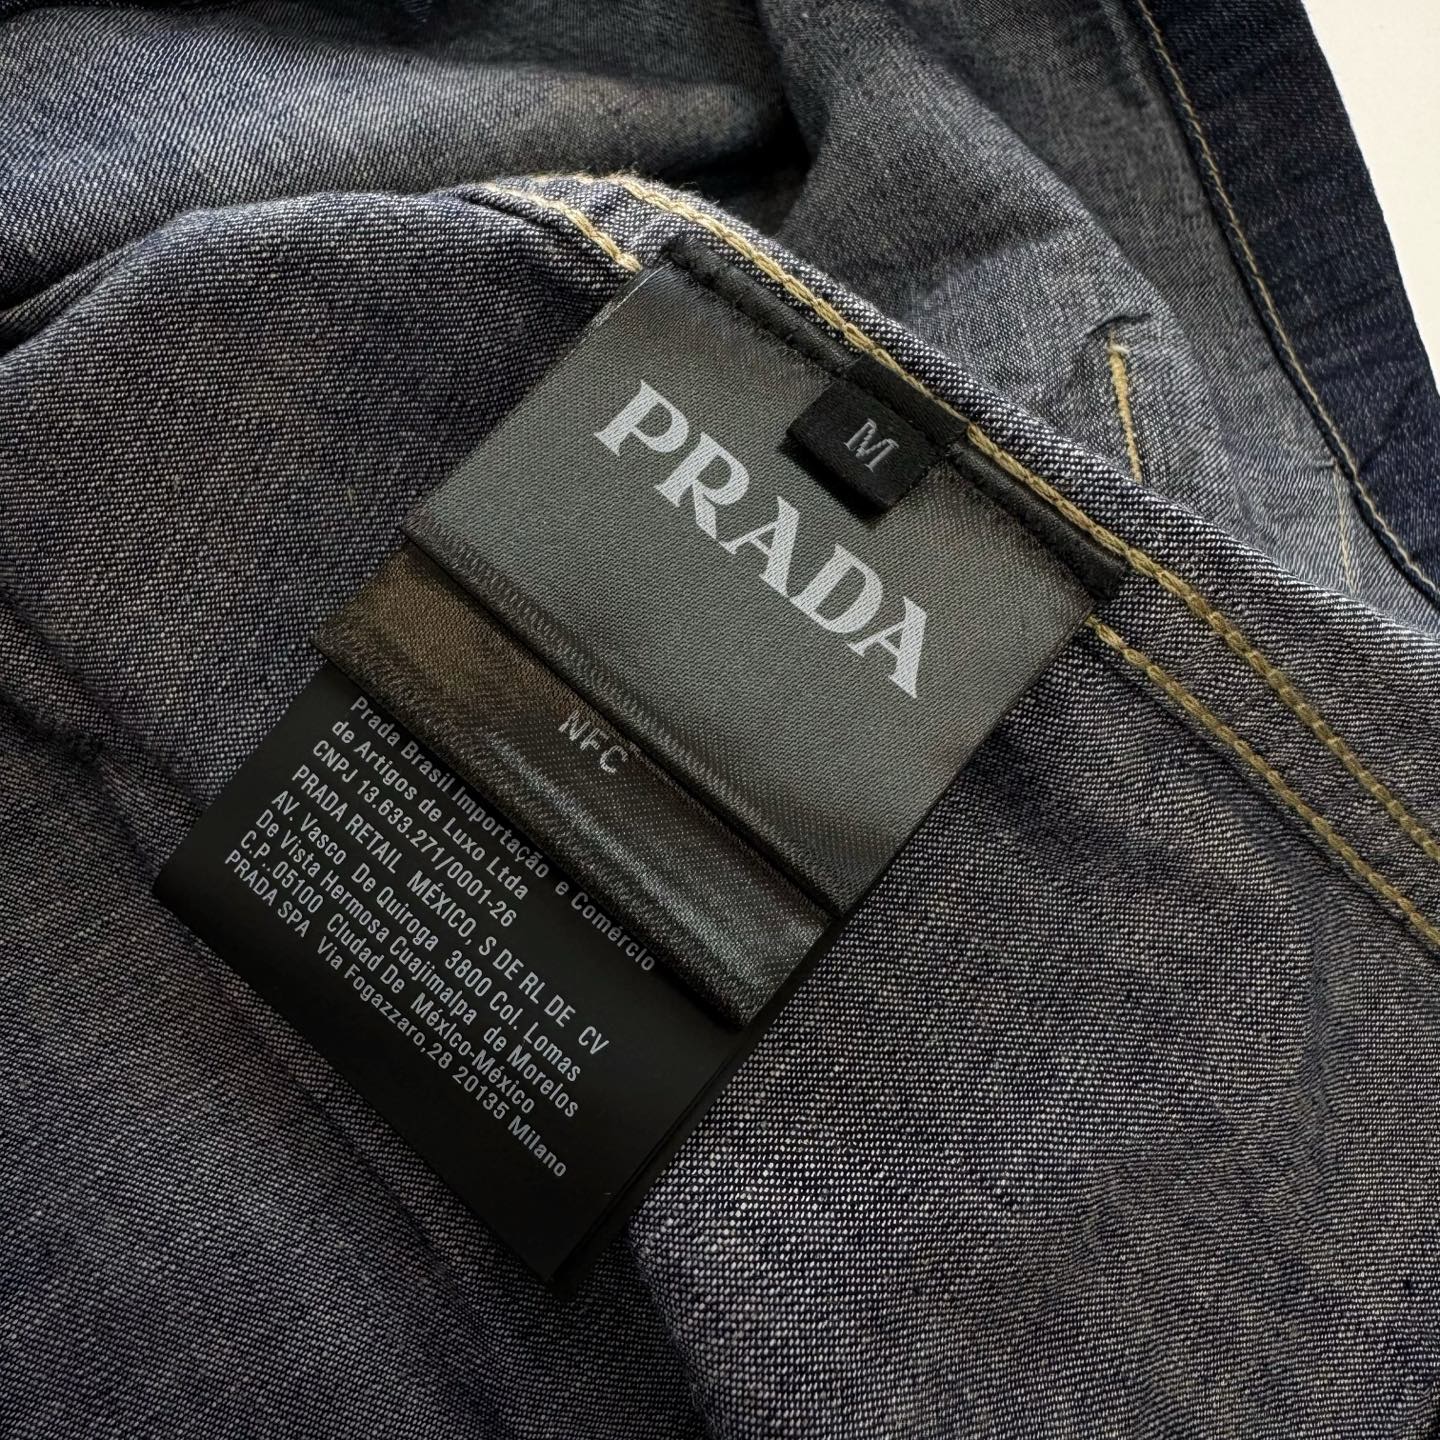 M
PRADA
NFC
Prada Brasil Importação e Comércio
de Artigos de Luxo Ltda
CNPJ 13.633.271/0001-26
PRADA RETAIL MÉXICO, S DE RL DE CV
AV. Vasco De Quiroga 3800 Col. Lomas
De Vista Hermosa Cuajimalpa de Morelos
C.P.:05100 CIudad De México-México
PRADA SPA VIa Fogazzaro,28 20135 Milano